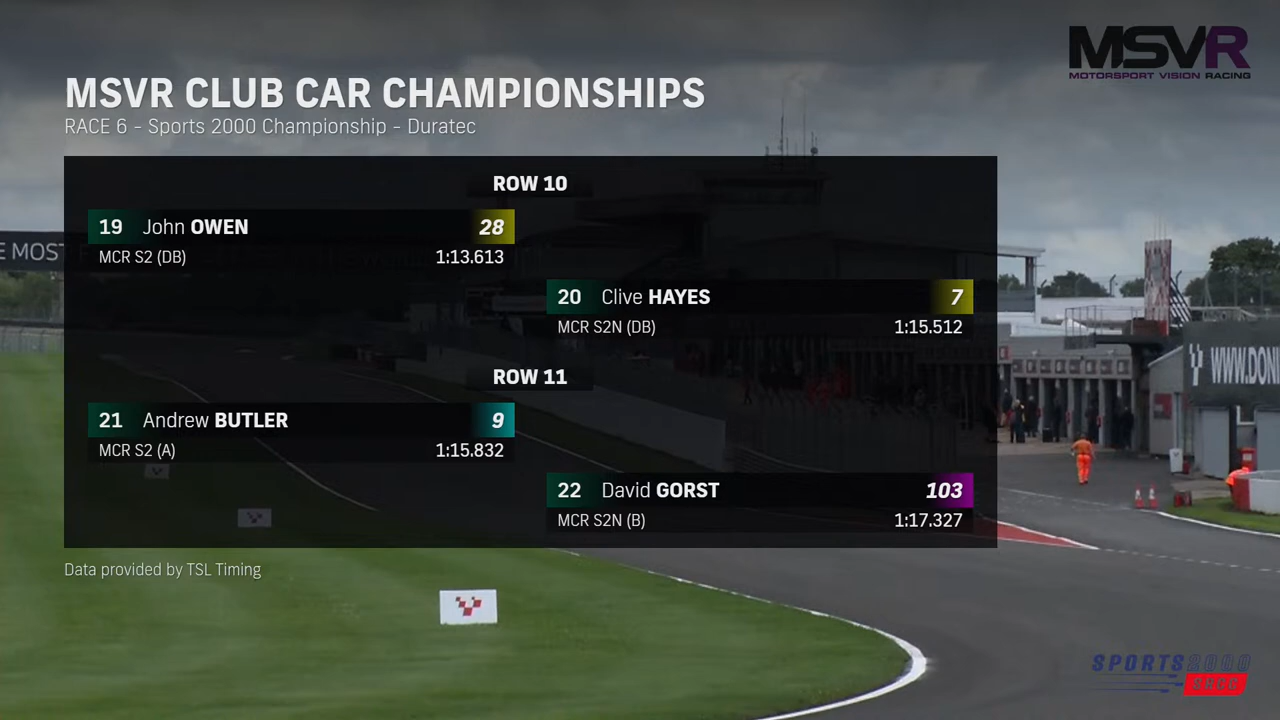 MSVR
MOTORSPORT VISION RACING
MSVR CLUB CAR CHAMPIONSHIPS
RACE 6 - Sports 2000 Championship - Duratec
ROW 10
19 John OWEN 28
MCR S2 (DB) 1:13.613
20 Clive HAYES 7
MCR S2N (DB) 1:15.512
ROW 11
21 Andrew BUTLER 9
MCR S2 (A) 1:15.832
22 David GORST 103
MCR S2N (B) 1:17.327
Data provided by TSL Timing
E MOST
WWW.DONI
SPORTS2000
SRCC